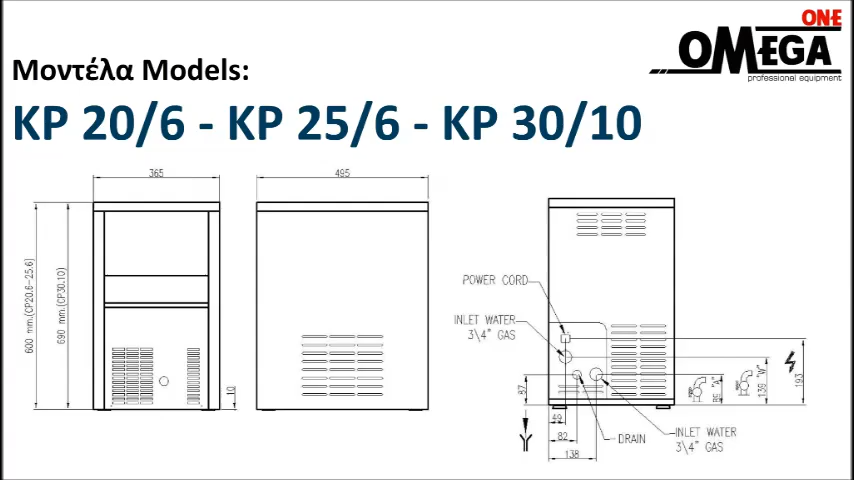 ONE
OMEGA
professional equipment
Μοντέλα Models:
KP 20/6 - KP 25/6 - KP 30/10
365
495
600 mm.(CP20.6-25.6)
690 mm.(CP30.10)
10
POWER CORD
INLET WATER
3\4" GAS
87
49
82
138
DRAIN
INLET WATER
3\4" GAS
"A"
"W"
193